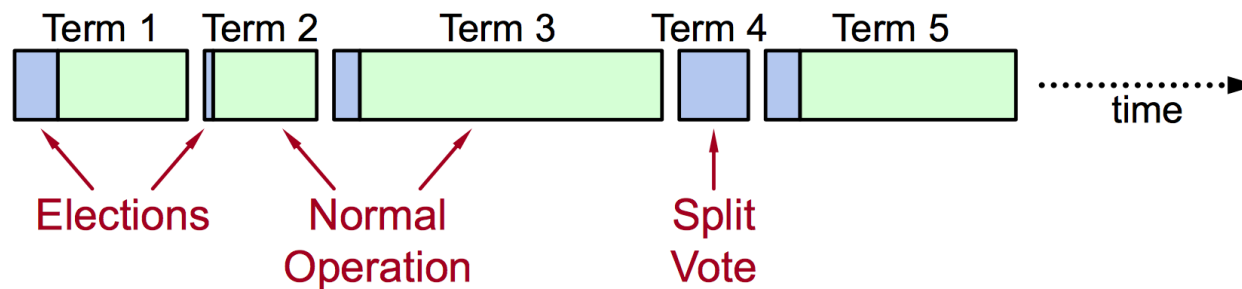 Term 1 Term 2 Term 3 Term 4 Term 5
time
Elections Normal Split
Operation Vote